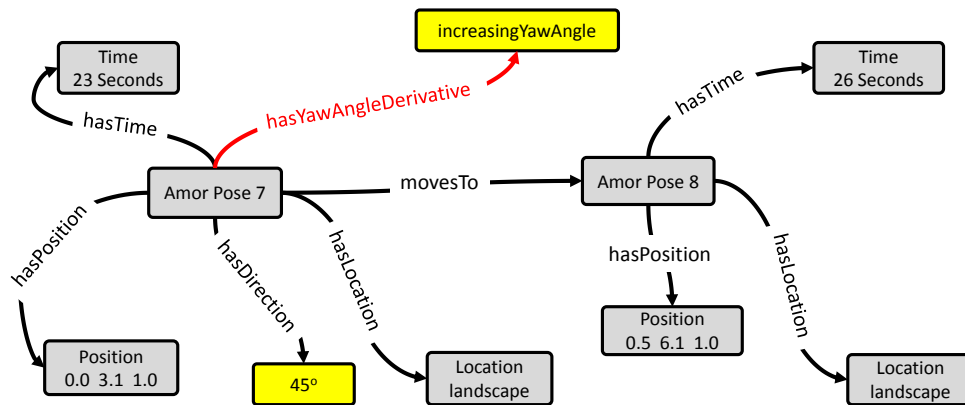 increasingYawAngle
Time
23 Seconds
Time
26 Seconds
hasYawAngleDerivative
hasTime
hasTime
Amor Pose 7
movesTo
Amor Pose 8
hasPosition
hasDirection
hasLocation
hasPosition
hasLocation
Position
0.0 3.1 1.0
45º
Location
landscape
Position
0.5 6.1 1.0
Location
landscape